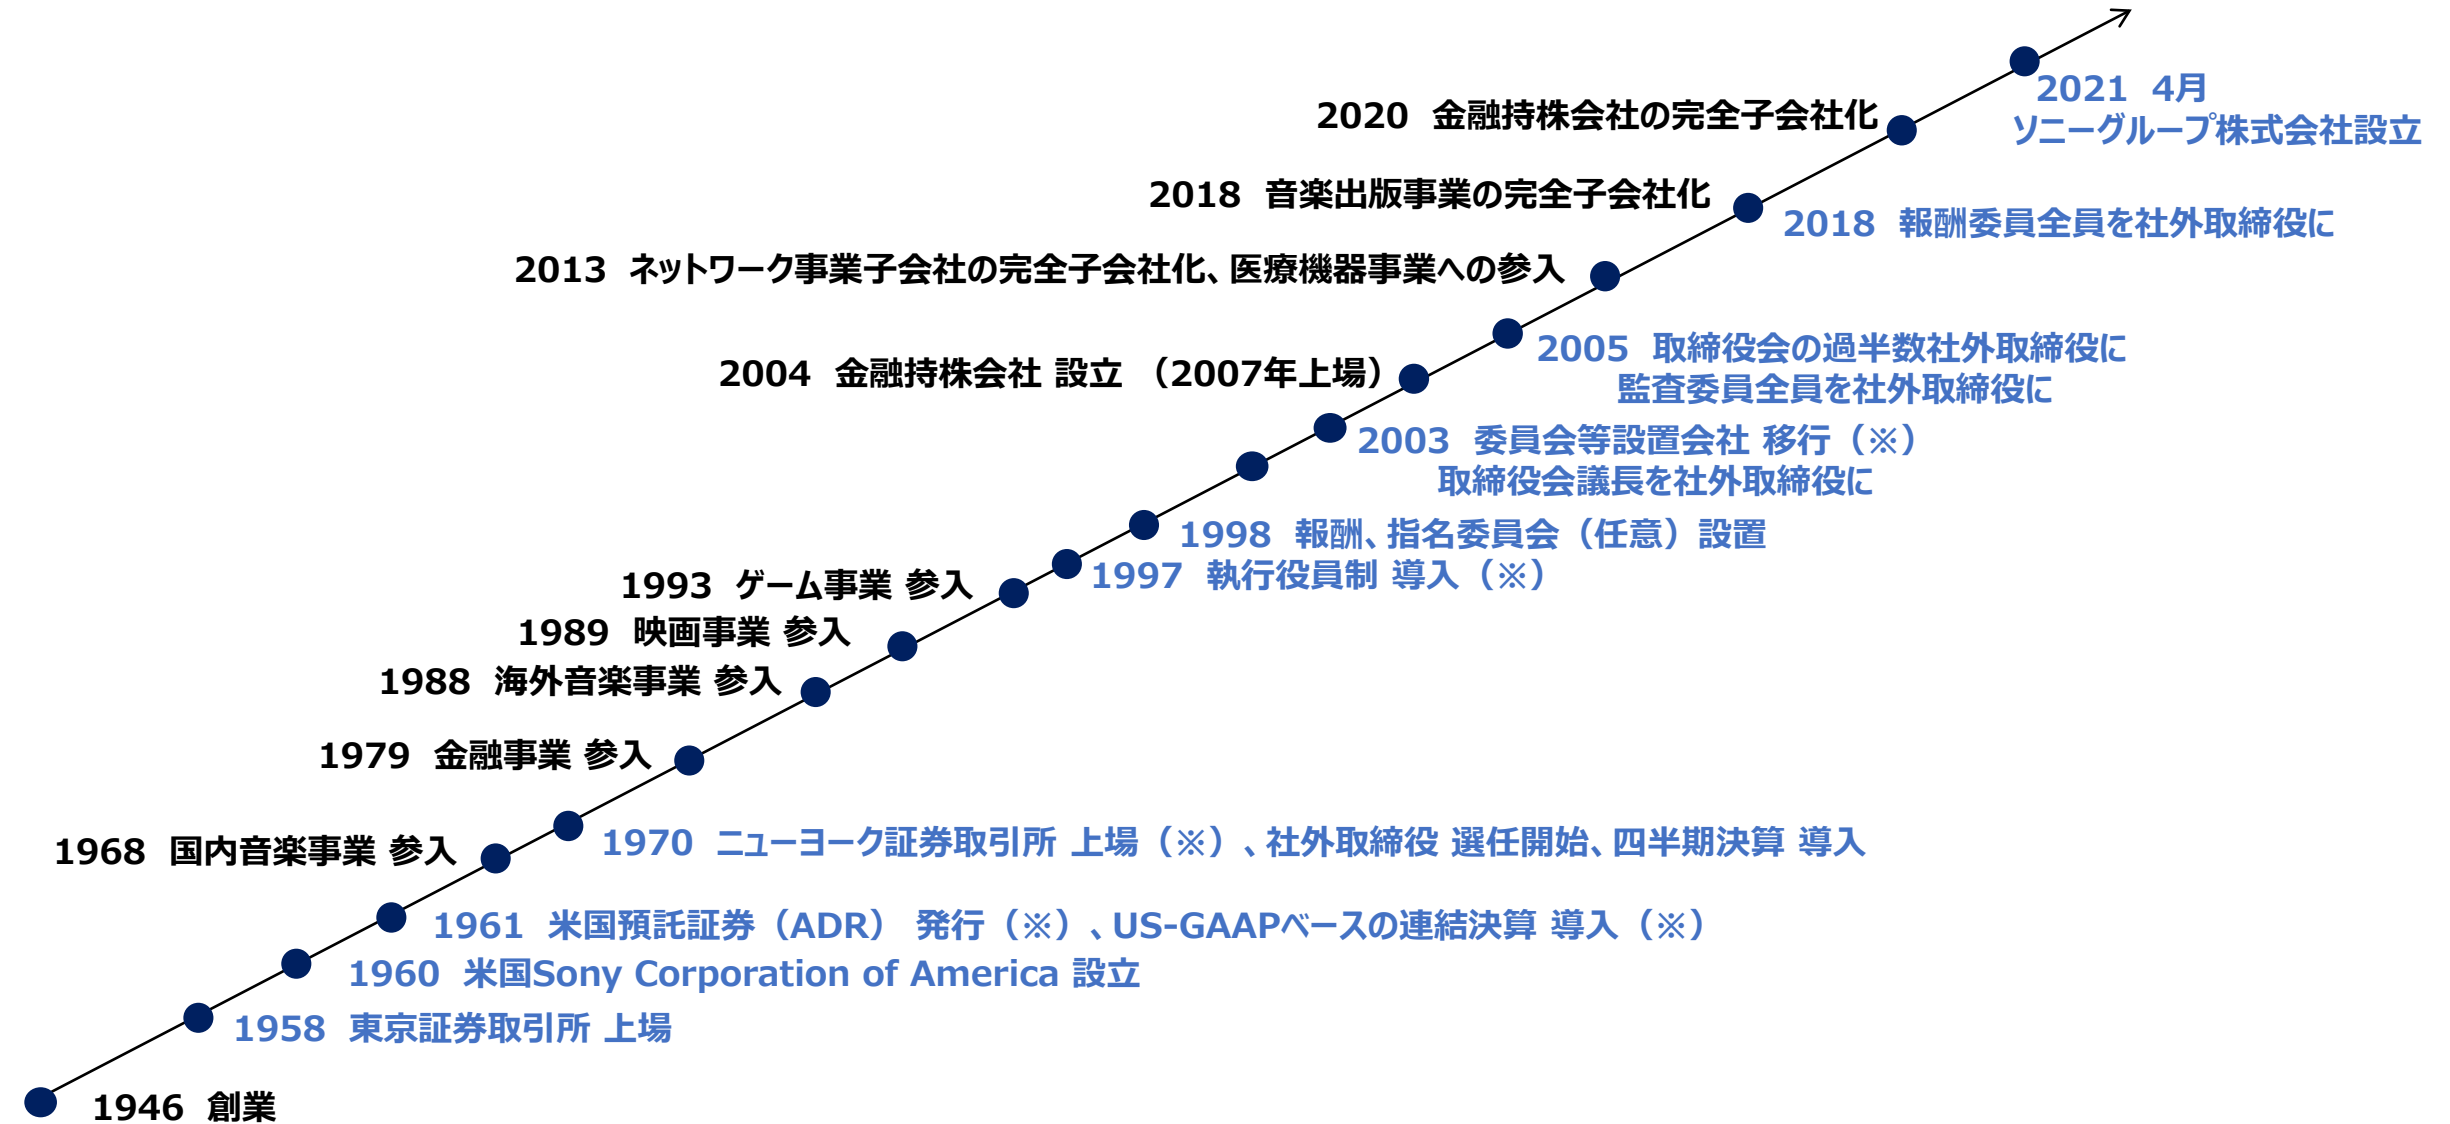 2021 4月
ソニーグループ株式会社設立
2020 金融持株会社の完全子会社化
2018 音楽出版事業の完全子会社化
2018 報酬委員全員を社外取締役に
2013 ネットワーク事業子会社の完全子会社化、医療機器事業への参入
2005 取締役会の過半数社外取締役に
監査委員全員を社外取締役に
2004 金融持株会社 設立 （2007年上場）
2003 委員会等設置会社 移行（※）
取締役会議長を社外取締役に
1998 報酬、指名委員会（任意）設置
1997 執行役員制 導入（※）
1993 ゲーム事業 参入
1989 映画事業 参入
1988 海外音楽事業 参入
1979 金融事業 参入
1970 ニューヨーク証券取引所 上場（※）、社外取締役 選任開始、四半期決算 導入
1968 国内音楽事業 参入
1961 米国預託証券（ADR） 発行（※）、US-GAAPベースの連結決算 導入（※）
1960 米国Sony Corporation of America 設立
1958 東京証券取引所 上場
1946 創業